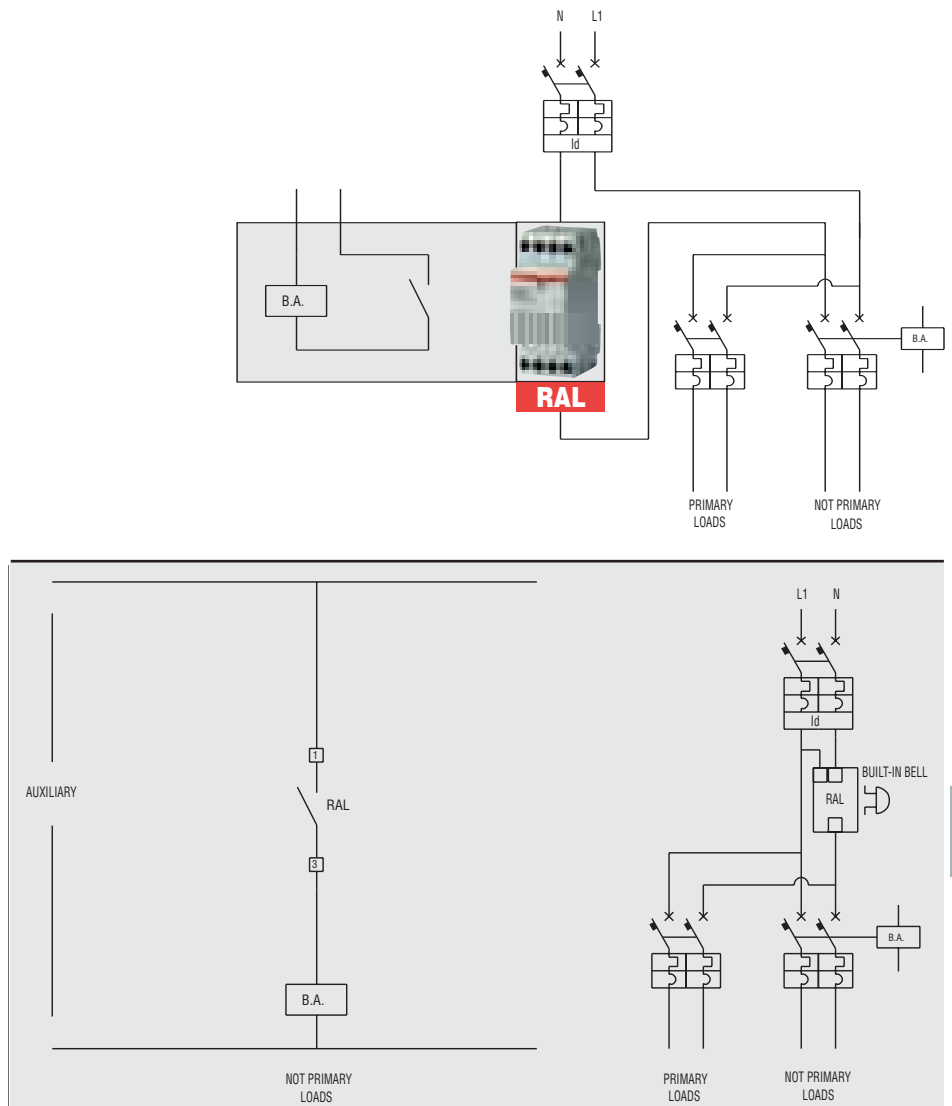 N L1
Id
B.A.
B.A.
RAL
PRIMARY
LOADS
NOT PRIMARY
LOADS
L1 N
Id
1
BUILT-IN BELL
AUXILIARY
RAL
RAL
3
B.A.
B.A.
NOT PRIMARY
LOADS
PRIMARY
LOADS
NOT PRIMARY
LOADS